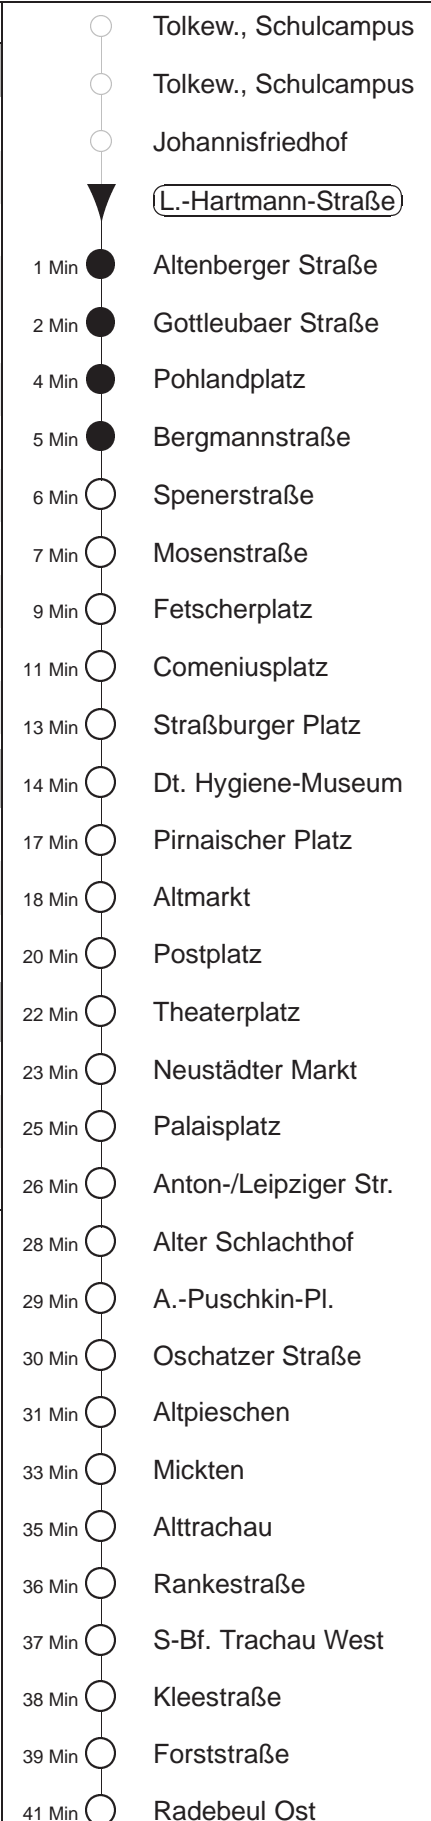 Tolkew., Schulcampus
Tolkew., Schulcampus
Johannisfriedhof
L.-Hartmann-Straße
1 Min Altenberger Straße
2 Min Gottleubaer Straße
4 Min Pohlandplatz
5 Min Bergmannstraße
6 Min Spenerstraße
7 Min Mosenstraße
9 Min Fetscherplatz
11 Min Comeniusplatz
13 Min Straßburger Platz
14 Min Dt. Hygiene-Museum
17 Min Pirnaischer Platz
18 Min Altmarkt
20 Min Postplatz
22 Min Theaterplatz
23 Min Neustädter Markt
25 Min Palaisplatz
26 Min Anton-/Leipziger Str.
28 Min Alter Schlachthof
29 Min A.-Puschkin-Pl.
30 Min Oschatzer Straße
31 Min Altpieschen
33 Min Mickten
35 Min Alttrachau
36 Min Rankestraße
37 Min S-Bf. Trachau West
38 Min Kleestraße
39 Min Forststraße
41 Min Radebeul Ost